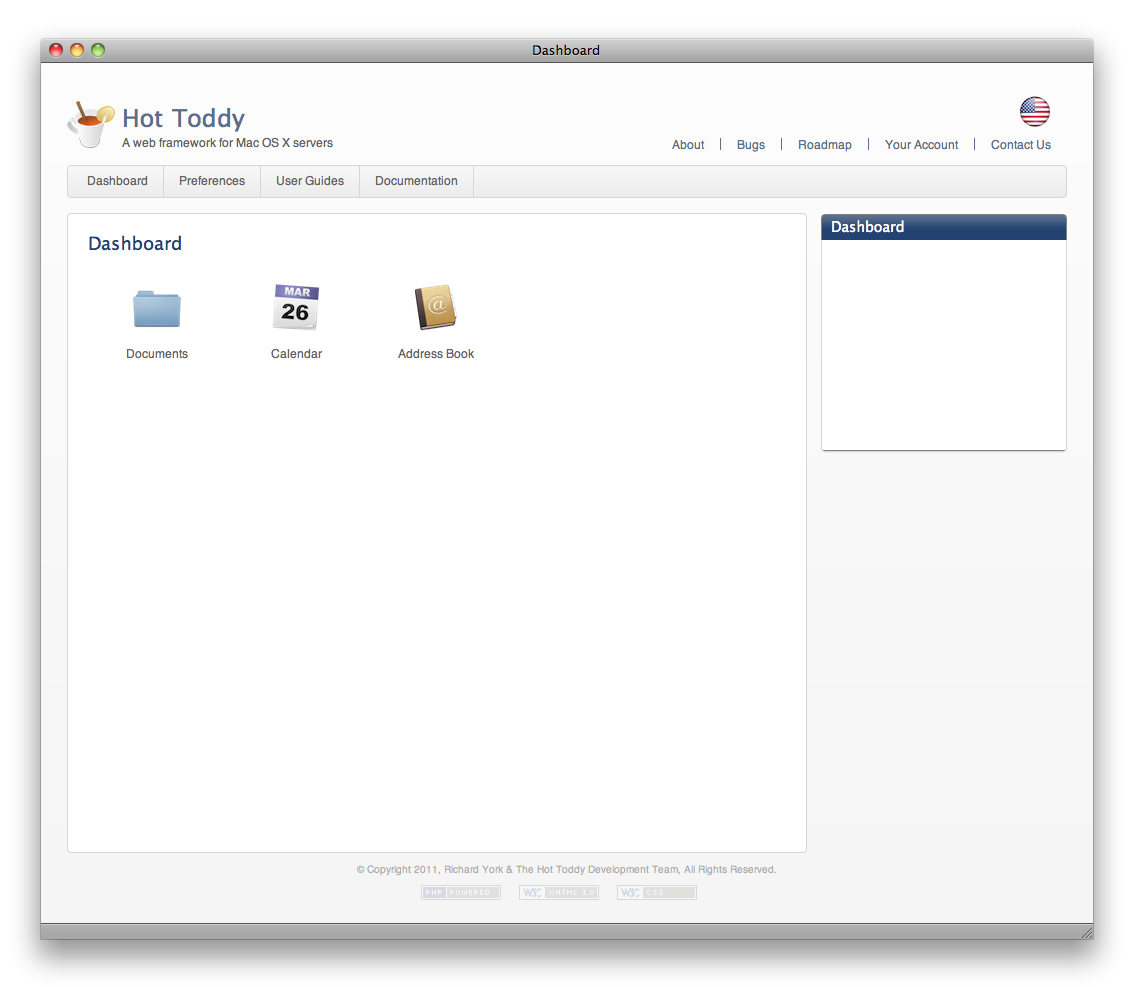 Dashboard
Hot Toddy
A web framework for Mac OS X servers
About | Bugs | Roadmap | Your Account | Contact Us
Dashboard Preferences User Guides Documentation
Dashboard
Dashboard
MAR
26
@
Documents Calendar Address Book
© Copyright 2011, Richard York & The Hot Toddy Development Team, All Rights Reserved.
PHP POWERED W3C XHTML 1.0 W3C CSS